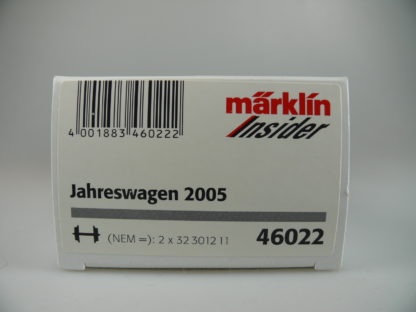 märklin
Insider
4 001883 460222
Jahreswagen 2005
(NEM =): 2 x 32 3012 11
46022